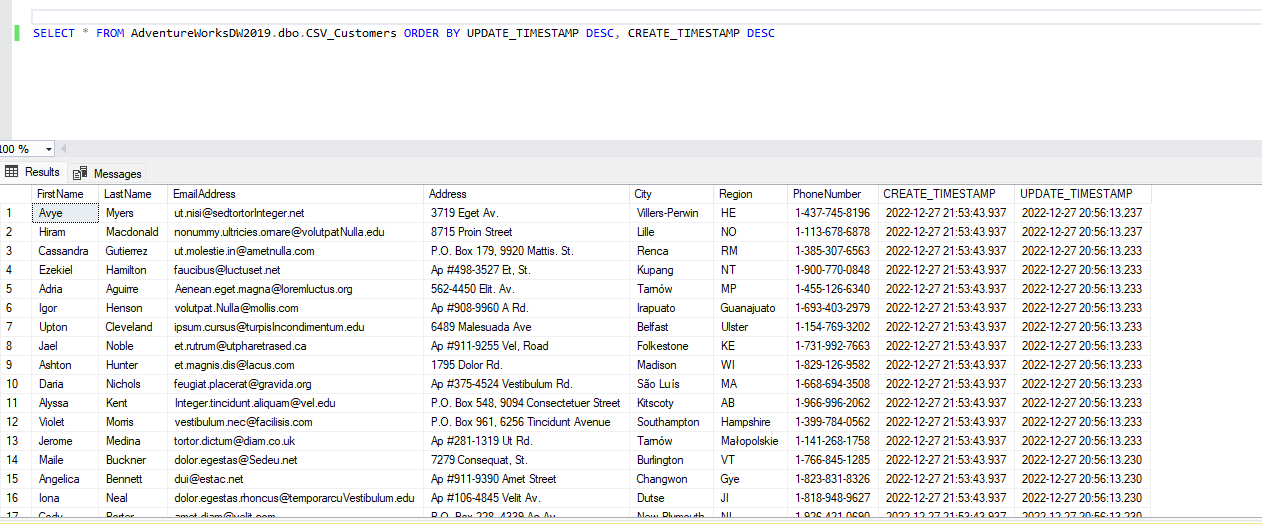 SELECT * FROM AdventureWorksDW2019.dbo.CSV_Customers ORDER BY UPDATE_TIMESTAMP DESC, CREATE_TIMESTAMP DESC
100 %
Results Messages
FirstName LastName EmailAddress Address City Region PhoneNumber CREATE_TIMESTAMP UPDATE_TIMESTAMP
1 Avye Myers ut.nisi@sedtortorInteger.net 3719 Eget Av. Villers-Perwin HE 1-437-745-8196 2022-12-27 21:53:43.937 2022-12-27 20:56:13.237
2 Hiram Macdonald nonummy.ultricies.ornare@volutpatNulla.edu 8715 Proin Street Lille NO 1-113-678-6878 2022-12-27 21:53:43.937 2022-12-27 20:56:13.237
3 Cassandra Gutierrez ut.molestie.in@ametnulla.com P.O. Box 179, 9920 Mattis. St. Renca RM 1-385-307-6563 2022-12-27 21:53:43.937 2022-12-27 20:56:13.233
4 Ezekiel Hamilton faucibus@luctuset.net Ap #498-3527 Et, St. Kupang NT 1-900-770-0848 2022-12-27 21:53:43.937 2022-12-27 20:56:13.233
5 Adria Aguirre Aenean.eget.magna@loremluctus.org 562-4450 Elit. Av. Tarnów MP 1-455-126-6340 2022-12-27 21:53:43.937 2022-12-27 20:56:13.233
6 Igor Henson volutpat.Nulla@mollis.com Ap #908-9960 A Rd. Irapuato Guanajuato 1-693-403-2979 2022-12-27 21:53:43.937 2022-12-27 20:56:13.233
7 Upton Cleveland ipsum.cursus@turpisIncondimentum.edu 6489 Malesuada Ave Belfast Ulster 1-154-769-3202 2022-12-27 21:53:43.937 2022-12-27 20:56:13.233
8 Jael Noble et.rutrum@utpharetrased.ca Ap #911-9255 Vel, Road Folkestone KE 1-731-992-7663 2022-12-27 21:53:43.937 2022-12-27 20:56:13.233
9 Ashton Hunter et.magnis.dis@lacus.com 1795 Dolor Rd. Madison WI 1-829-126-9582 2022-12-27 21:53:43.937 2022-12-27 20:56:13.233
10 Daria Nichols feugiat.placerat@gravida.org Ap #375-4524 Vestibulum Rd. São Luís MA 1-668-694-3508 2022-12-27 21:53:43.937 2022-12-27 20:56:13.233
11 Alyssa Kent Integer.tincidunt.aliquam@vel.edu P.O. Box 548, 9094 Consectetuer Street Kitscoty AB 1-966-996-2062 2022-12-27 21:53:43.937 2022-12-27 20:56:13.233
12 Violet Morris vestibulum.nec@facilisis.com P.O. Box 961, 6256 Tincidunt Avenue Southampton Hampshire 1-399-784-0562 2022-12-27 21:53:43.937 2022-12-27 20:56:13.233
13 Jerome Medina tortor.dictum@diam.co.uk Ap #281-1319 Ut Rd. Tarnów Małopolskie 1-141-268-1758 2022-12-27 21:53:43.937 2022-12-27 20:56:13.233
14 Maile Buckner dolor.egestas@Sedeu.net 7279 Consequat, St. Burlington VT 1-766-845-1285 2022-12-27 21:53:43.937 2022-12-27 20:56:13.230
15 Angelica Bennett dui@estac.net Ap #911-9390 Amet Street Changwon Gye 1-823-831-8326 2022-12-27 21:53:43.937 2022-12-27 20:56:13.230
16 Iona Neal dolor.egestas.rhoncus@temporarcuVestibulum.edu Ap #106-4845 Velit Av. Dutse JI 1-818-948-9627 2022-12-27 21:53:43.937 2022-12-27 20:56:13.230